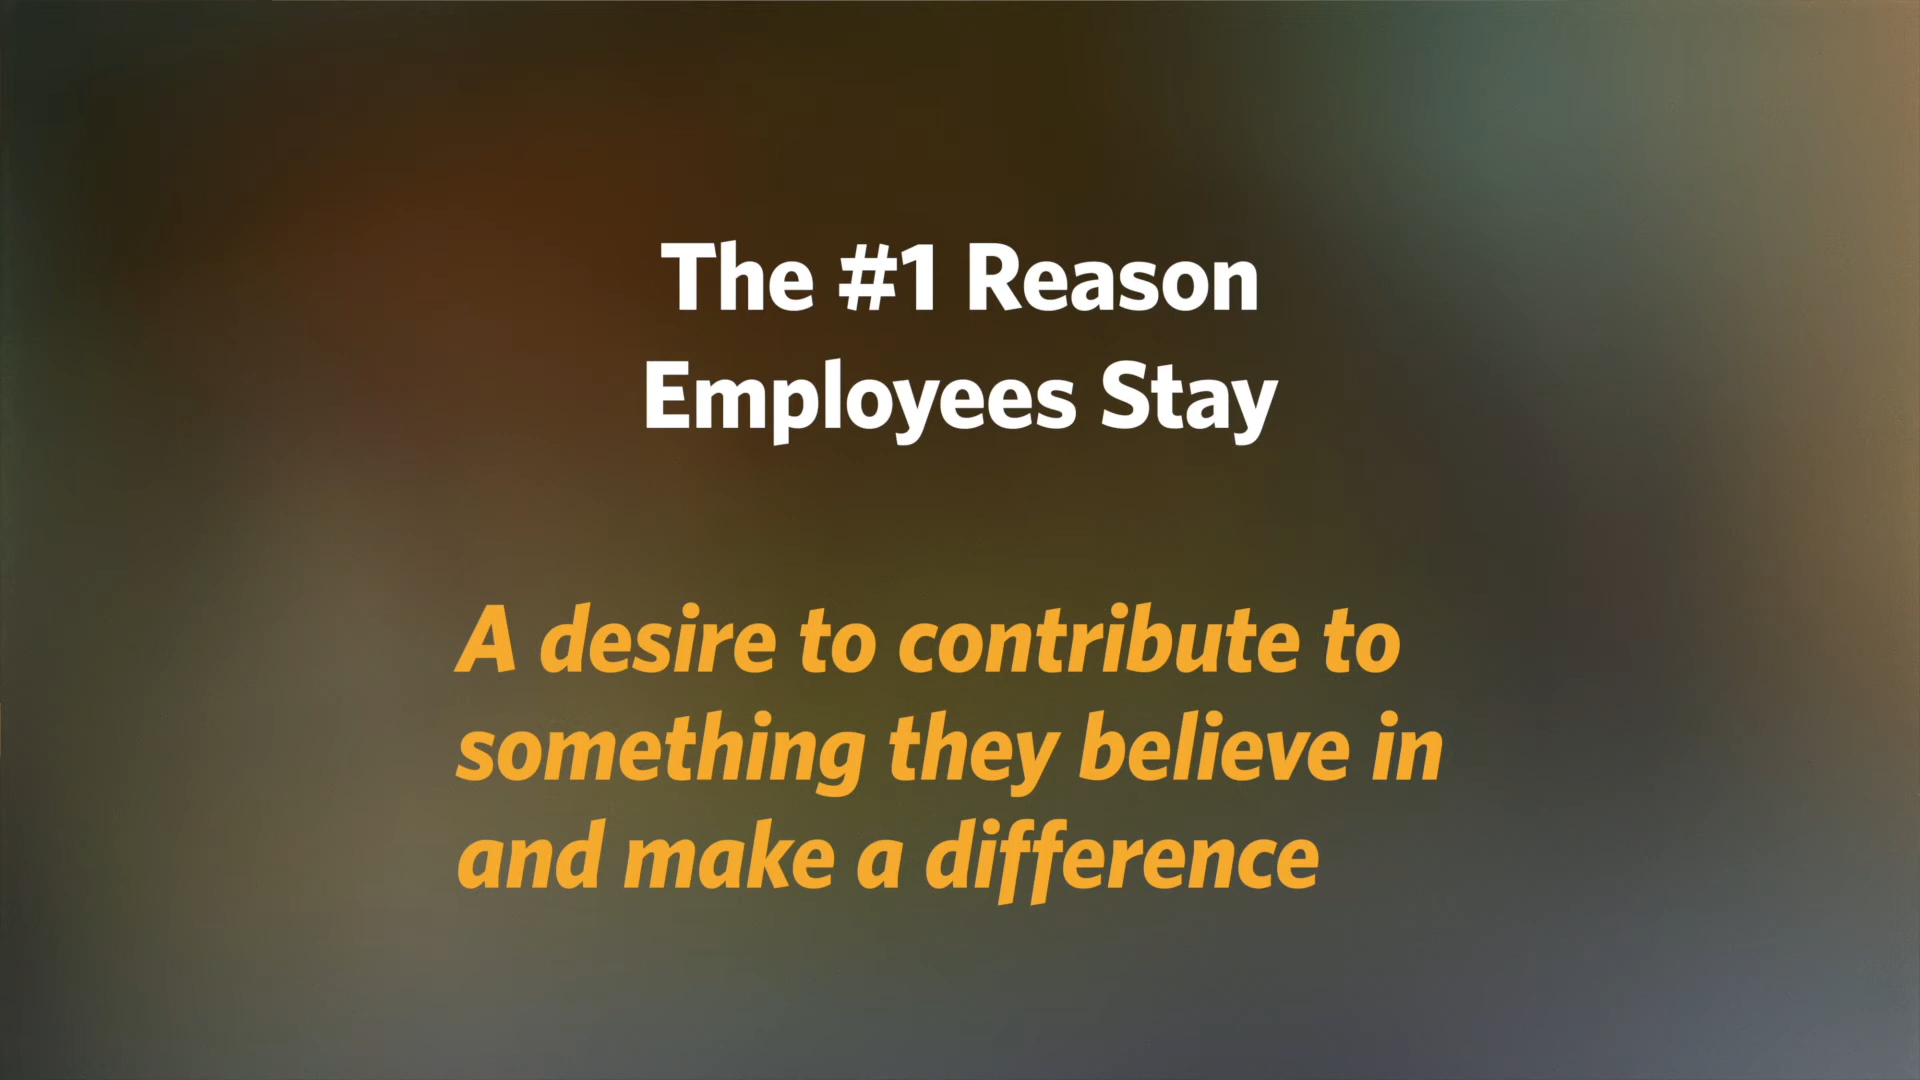 The #1 Reason
Employees Stay
A desire to contribute to
something they believe in
and make a difference